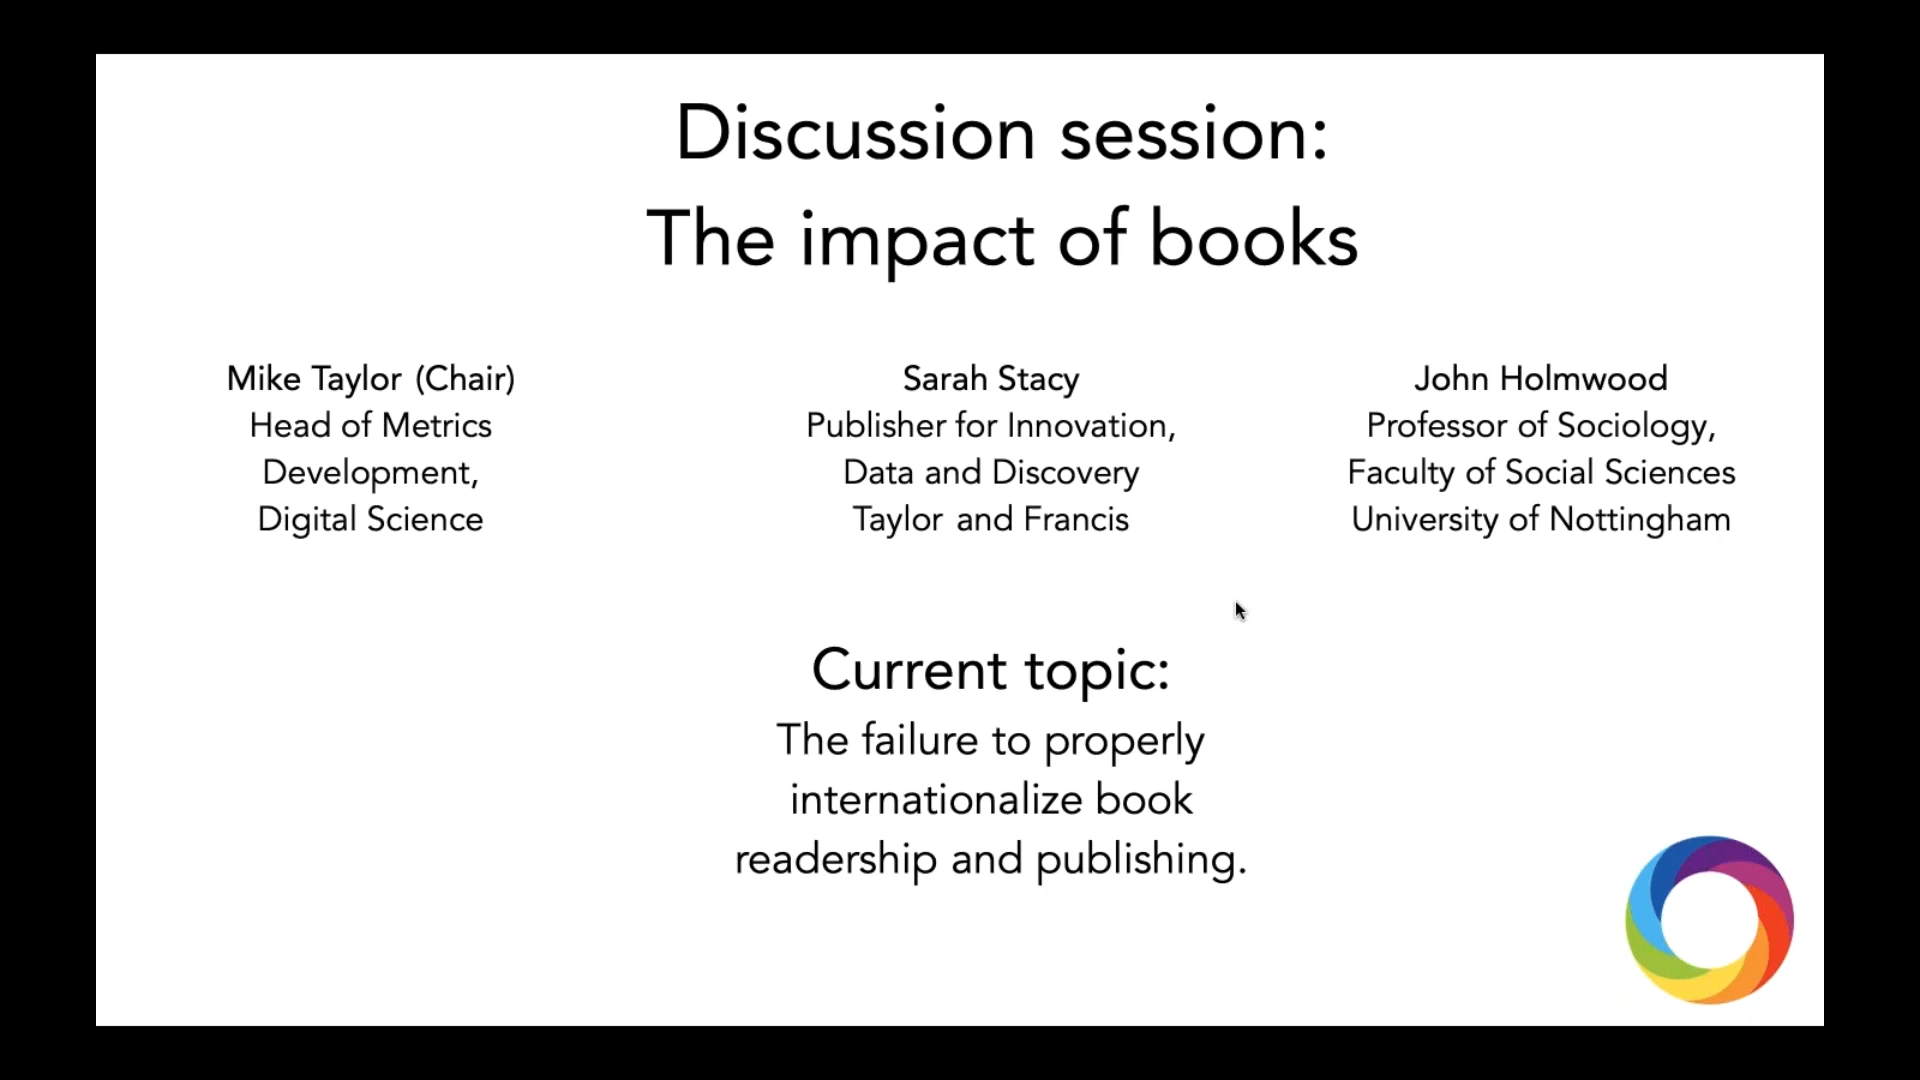 Discussion session:
The impact of books
Mike Taylor (Chair)
Head of Metrics
Development,
Digital Science
Sarah Stacy
Publisher for Innovation,
Data and Discovery
Taylor and Francis
John Holmwood
Professor of Sociology,
Faculty of Social Sciences
University of Nottingham
Current topic:
The failure to properly
internationalize book
readership and publishing.